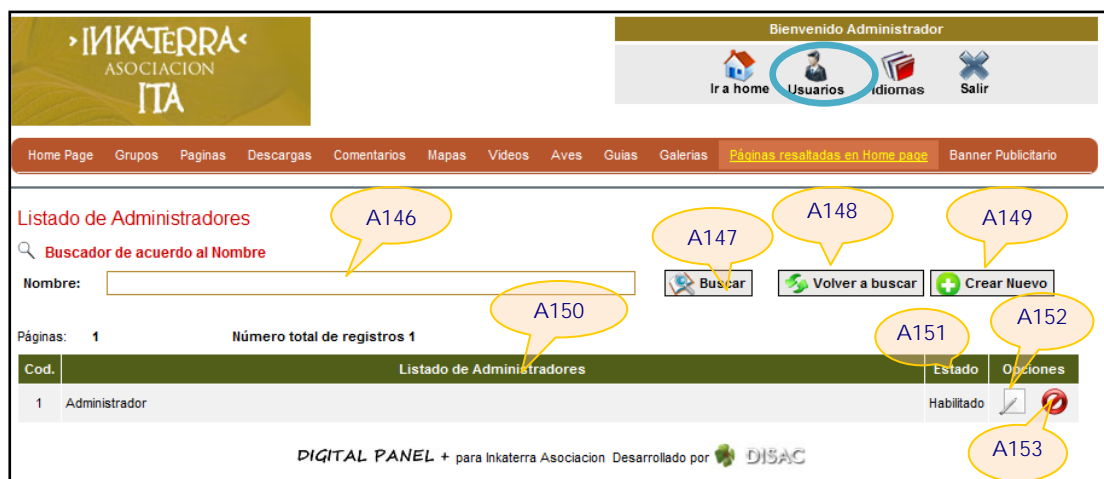 ›INKATERRA‹
ASOCIACION
ITA
Bienvenido Administrador
Ir a home Usuarios Idiomas Salir
Home Page Grupos Paginas Descargas Comentarios Mapas Videos Aves Guias Galerias Páginas resaltadas en Home page Banner Publicitario
Listado de Administradores
A146
A147
A148
A149
Buscador de acuerdo al Nombre
Nombre:
Buscar
Volver a buscar
Crear Nuevo
A150
A151
A152
Páginas: 1 Número total de registros 1
Cod. Listado de Administradores Estado Opciones
1 Administrador Habilitado
A153
DIGITAL PANEL + para Inkaterra Asociacion Desarrollado por DISAC